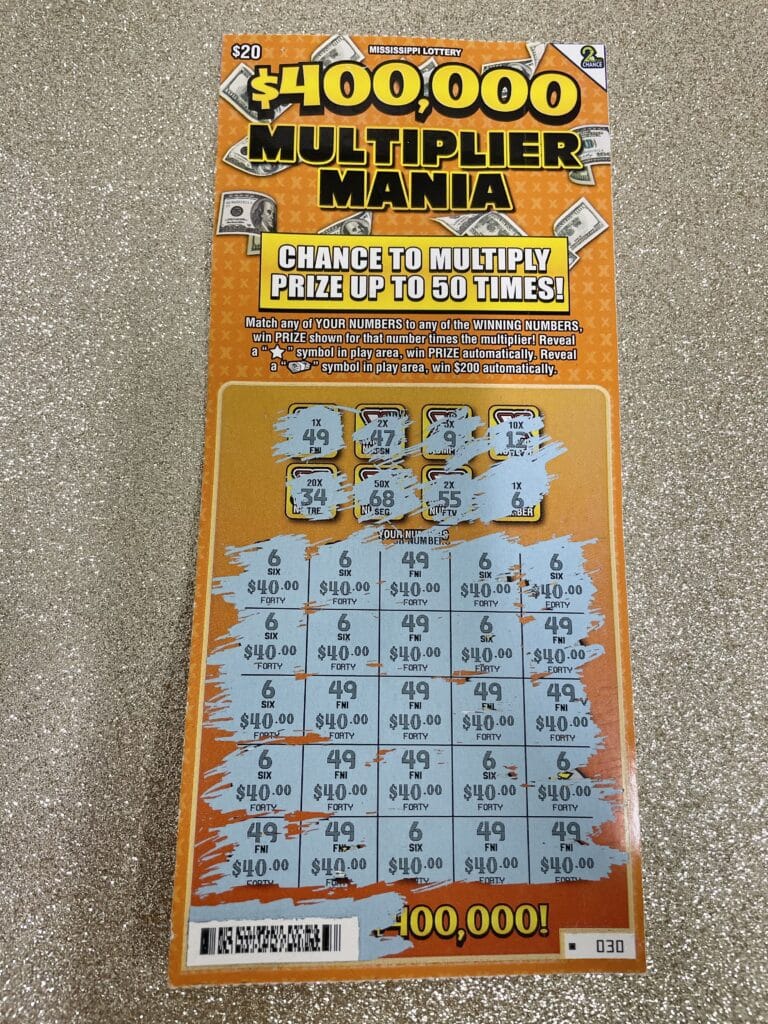 $20
MISSISSIPPI LOTTERY
2ND CHANCE
$400,000
MULTIPLIER
MANIA
CHANCE TO MULTIPLY
PRIZE UP TO 50 TIMES!
Match any of YOUR NUMBERS to any of the WINNING NUMBERS,
win PRIZE shown for that number times the multiplier! Reveal
a "⭐" symbol in play area, win PRIZE automatically. Reveal
a " " symbol in play area, win $200 automatically.
1X 2X 5X 10X
49 47 9 12
FNI
20X 50X 2X 1X
34 68 55 6
YOUR NUMBERS
6 6 49 6 6
SIX SIX FNI SIX SIX
$40.00 $40.00 $40.00 $40.00 $40.00
FORTY FORTY FORTY FORTY FORTY
6 6 49 6 49
SIX SIX FNI SIX FNI
$40.00 $40.00 $40.00 $40.00 $40.00
FORTY FORTY FORTY FORTY FORTY
6 49 49 49 49
SIX FNI FNI FNI FNI
$40.00 $40.00 $40.00 $40.00 $40.00
FORTY FORTY FORTY FORTY FORTY
6 49 49 6 6
SIX FNI FNI SIX
$40.00 $40.00 $40.00 $40.00 $40.00
FORTY FORTY FORTY FORTY FORTY
49 49 6 49 49
FNI FNI SIX FNI FNI
$40.00 $40.00 $40.00 $40.00 $40.00
FORTY FORTY FORTY FORTY FORTY
400,000!
030